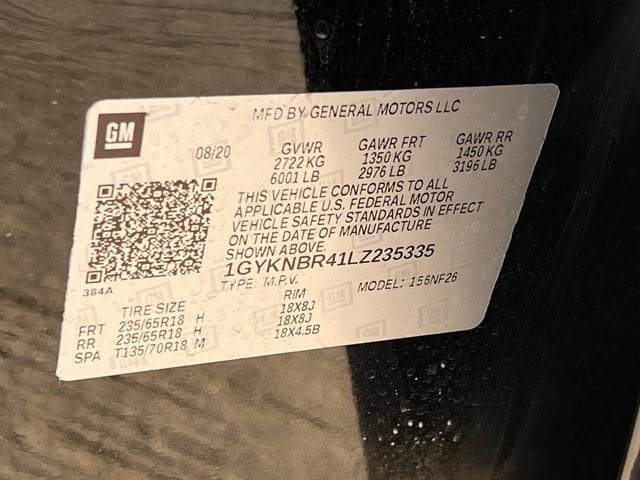 MFD BY GENERAL MOTORS LLC
GM
08/20 GVWR GAWR FRT GAWR RR
2722 KG 1350 KG 1450 KG
6001 LB 2976 LB 3196 LB
THIS VEHICLE CONFORMS TO ALL
APPLICABLE U.S. FEDERAL MOTOR
VEHICLE SAFETY STANDARDS IN EFFECT
ON THE DATE OF MANUFACTURE
SHOWN ABOVE.
1GYKNBR41LZ235335
384A
TYPE: M.P.V. MODEL: 156NF26
TIRE SIZE RIM
FRT 235/65R18 H 18X8J
RR 235/65R18 H 18X8J
SPA T135/70R18 M 18X4.5B